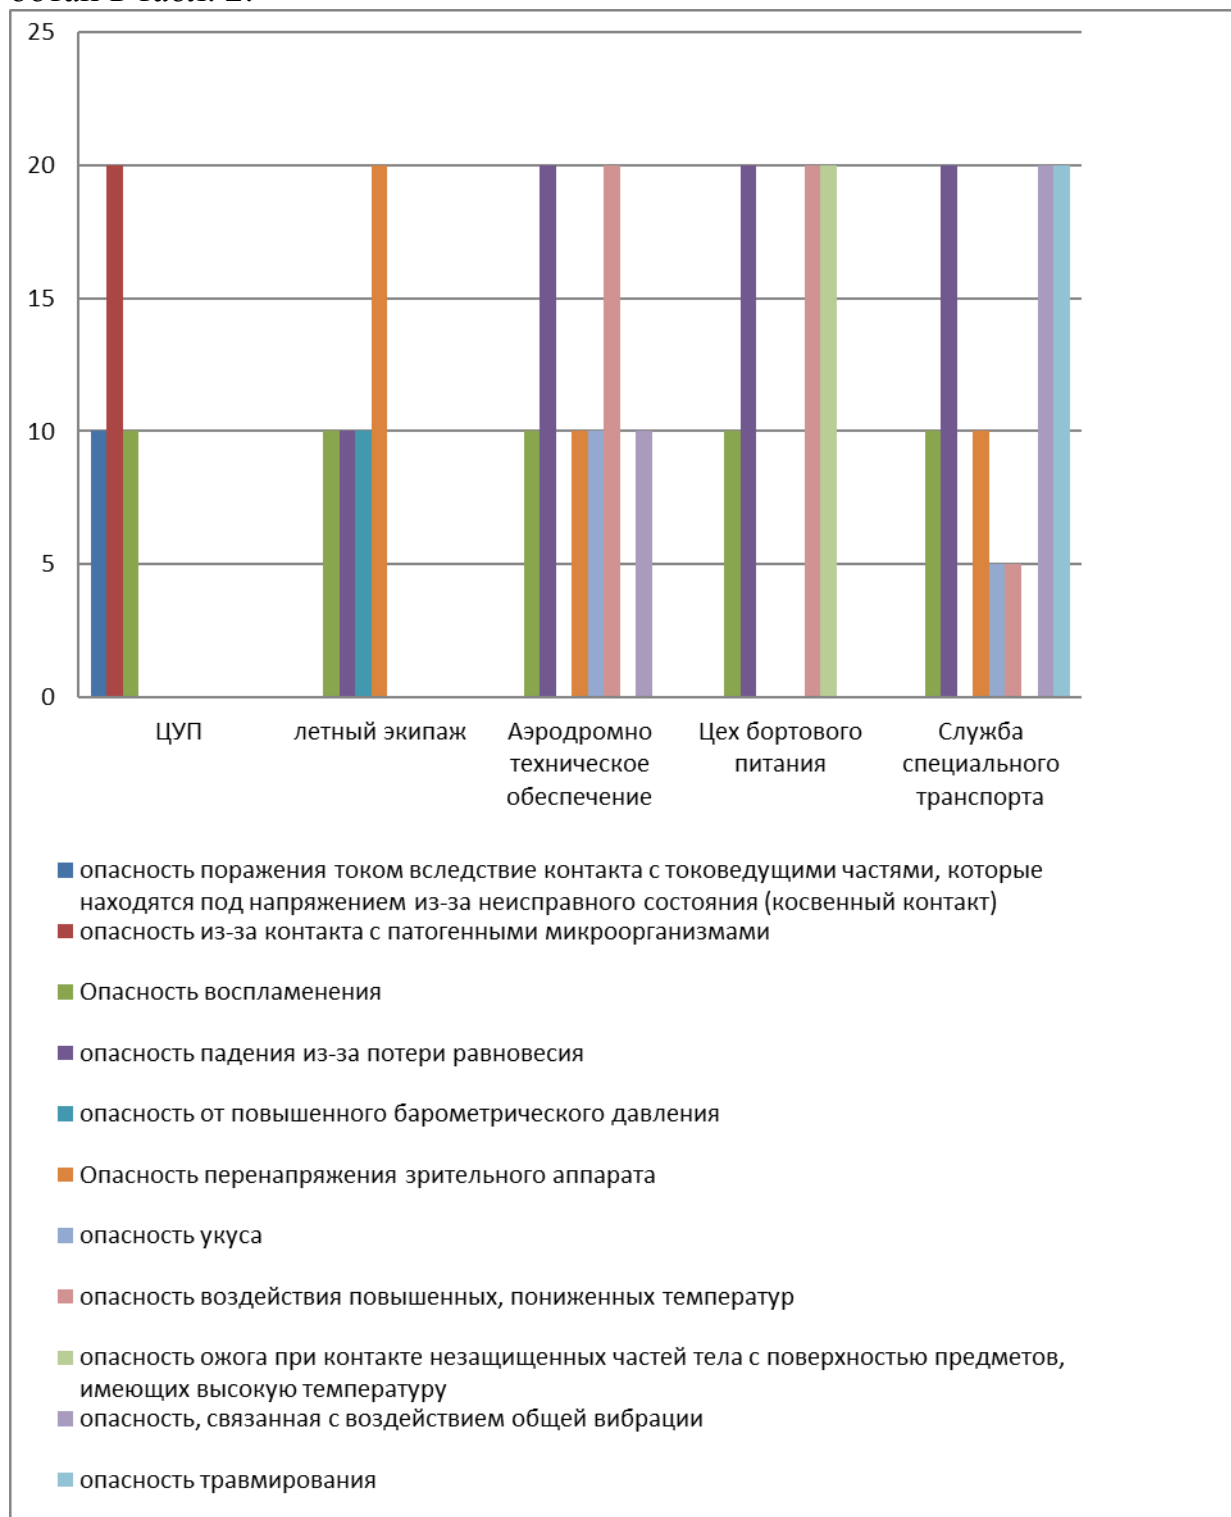 25
20
15
10
5
0
ЦУП
летный экипаж
Аэродромно
техническое
обеспечение
Цех бортового
питания
Служба
специального
транспорта
опасность поражения током вследствие контакта с токоведущими частями, которые
находятся под напряжением из-за неисправного состояния (косвенный контакт)
опасность из-за контакта с патогенными микроорганизмами
Опасность воспламенения
опасность падения из-за потери равновесия
опасность от повышенного барометрического давления
Опасность перенапряжения зрительного аппарата
опасность укуса
опасность воздействия повышенных, пониженных температур
опасность ожога при контакте незащищенных частей тела с поверхностью предметов,
имеющих высокую температуру
опасность, связанная с воздействием общей вибрации
опасность травмирования